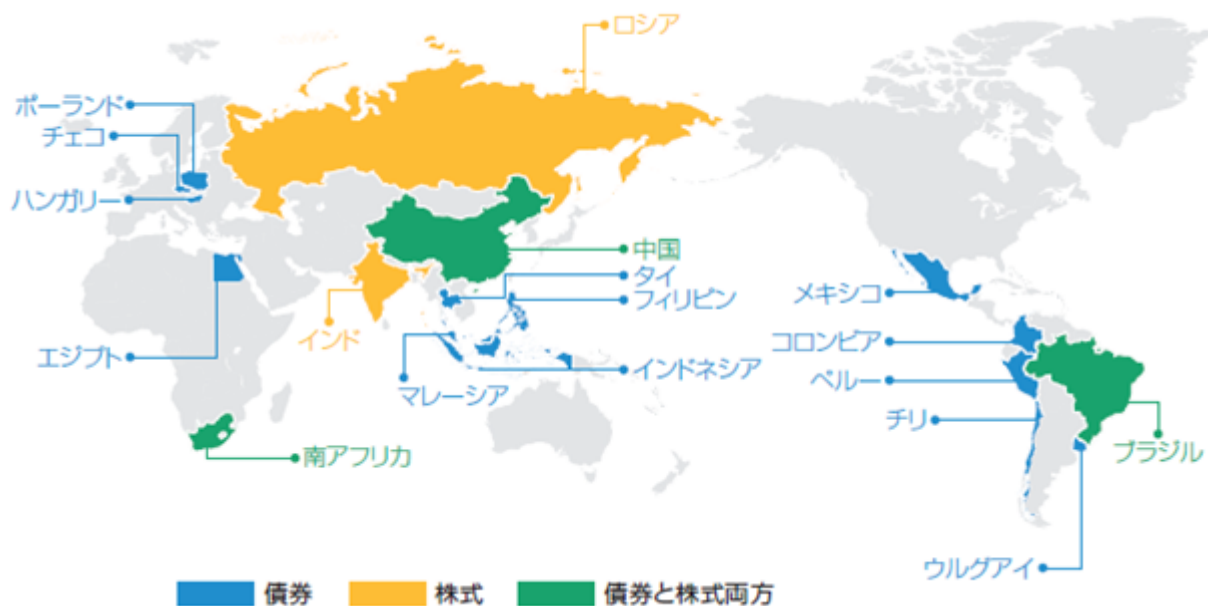 ロシア
ポーランド
チェコ
ハンガリー
中国
タイ
フィリピン
メキシコ
インド
エジプト
コロンビア
インドネシア
ペルー
マレーシア
チリ
南アフリカ
ブラジル
ウルグアイ
債券 株式 債券と株式両方